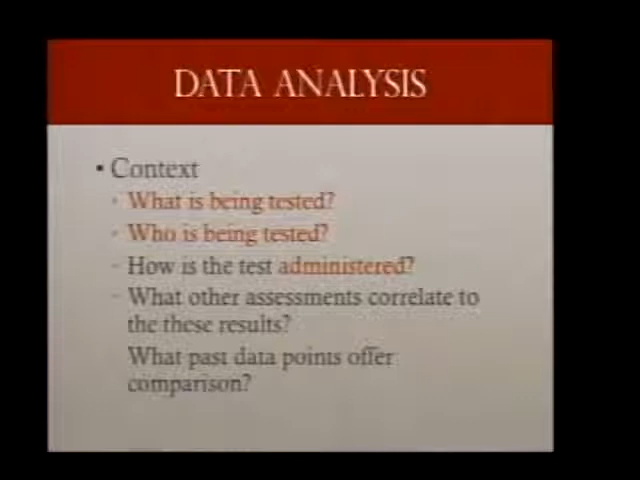 DATA ANALYSIS
• Context
◦ What is being tested?
◦ Who is being tested?
◦ How is the test administered?
◦ What other assessments correlate to
the these results?
What past data points offer
comparison?